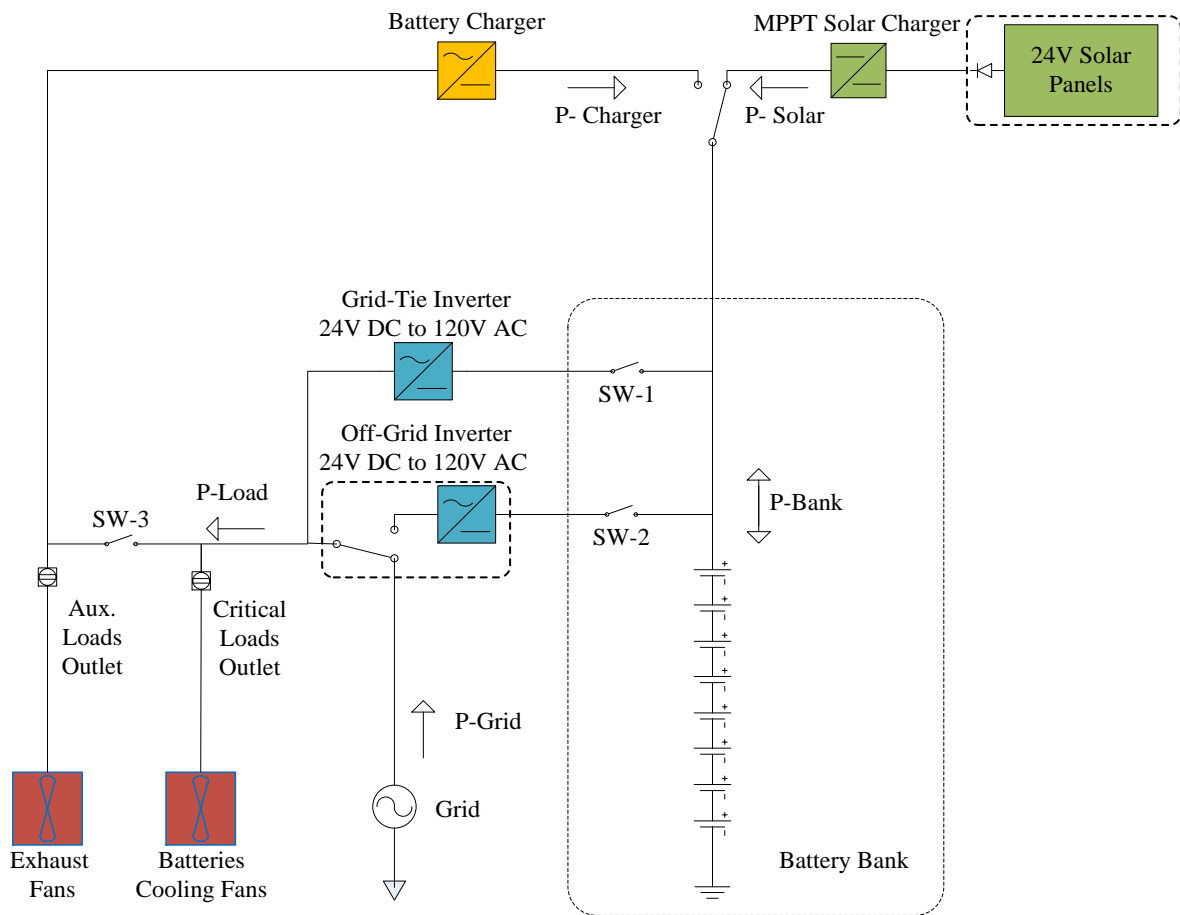 Battery Charger
MPPT Solar Charger
24V Solar
Panels
P- Charger
P- Solar
Grid-Tie Inverter
24V DC to 120V AC
SW-1
Off-Grid Inverter
24V DC to 120V AC
P-Load
SW-3
SW-2
P-Bank
Aux.
Loads
Outlet
Critical
Loads
Outlet
P-Grid
Grid
Exhaust
Fans
Batteries
Cooling Fans
Battery Bank